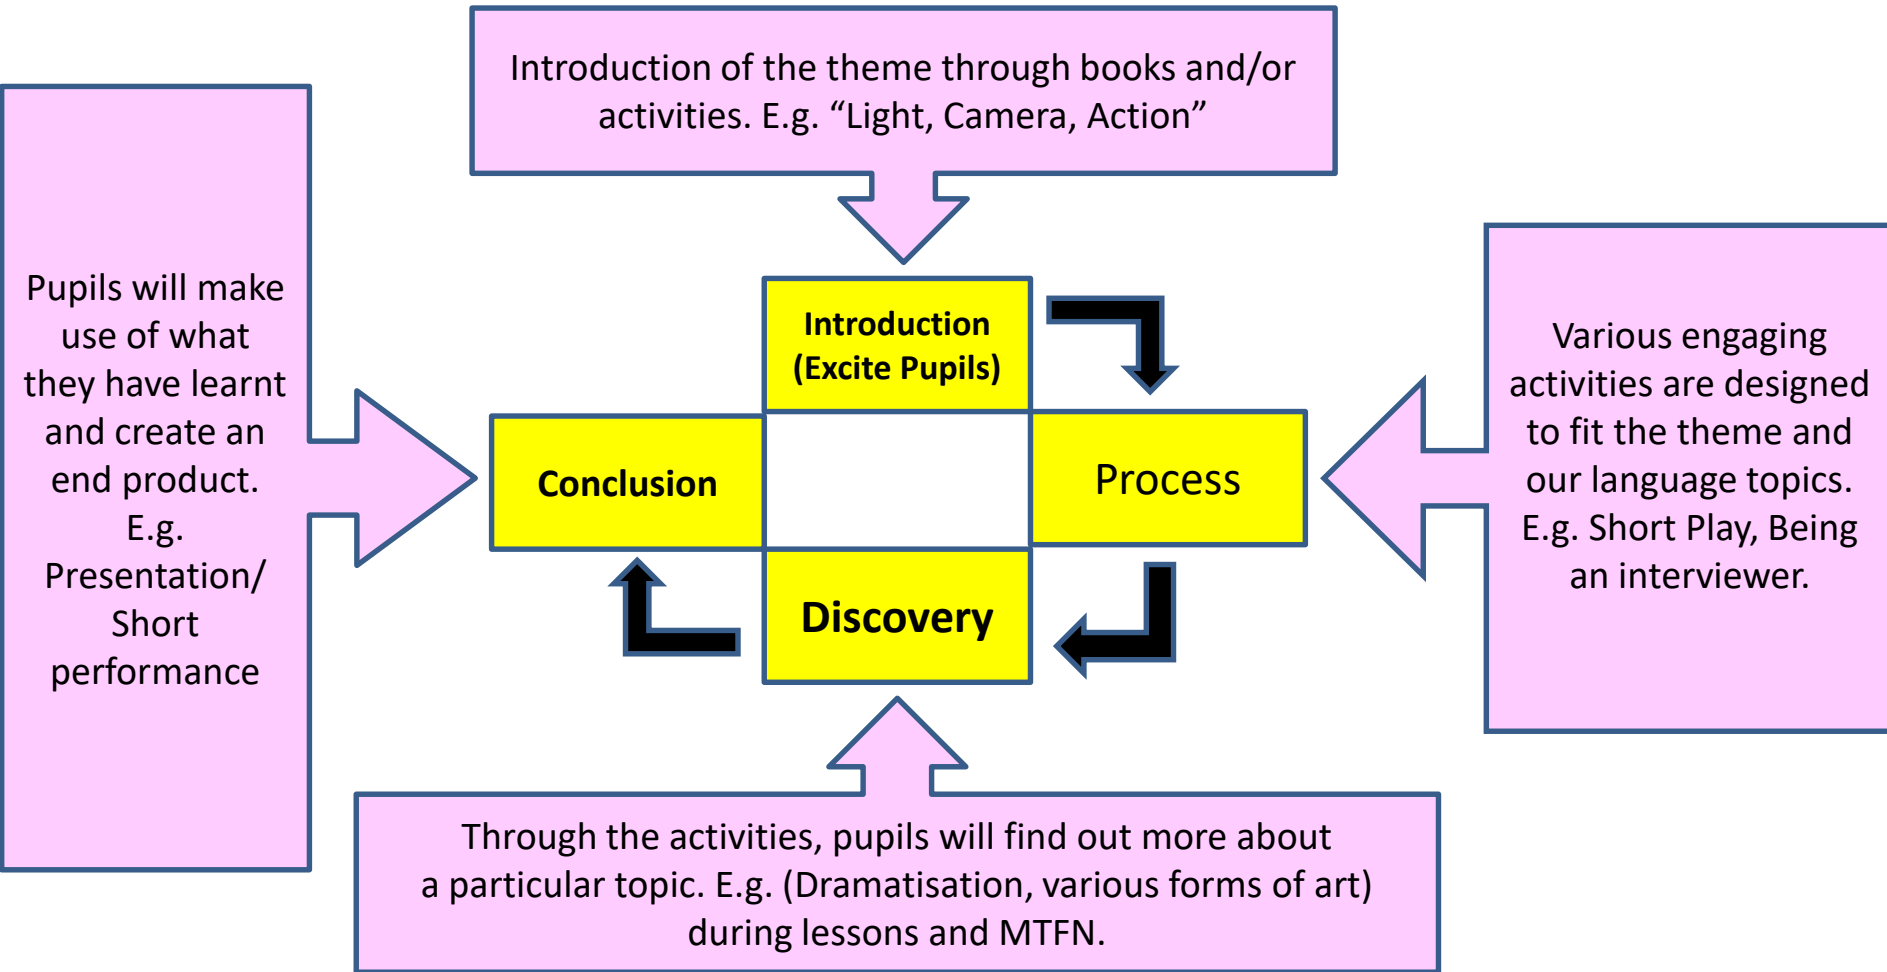 Introduction of the theme through books and/or
activities. E.g. “Light, Camera, Action”
Introduction
(Excite Pupils)
Process
Various engaging
activities are designed
to fit the theme and
our language topics.
E.g. Short Play, Being
an interviewer.
Discovery
Through the activities, pupils will find out more about
a particular topic. E.g. (Dramatisation, various forms of art)
during lessons and MTFN.
Conclusion
Pupils will make
use of what
they have learnt
and create an
end product.
E.g.
Presentation/
Short
performance